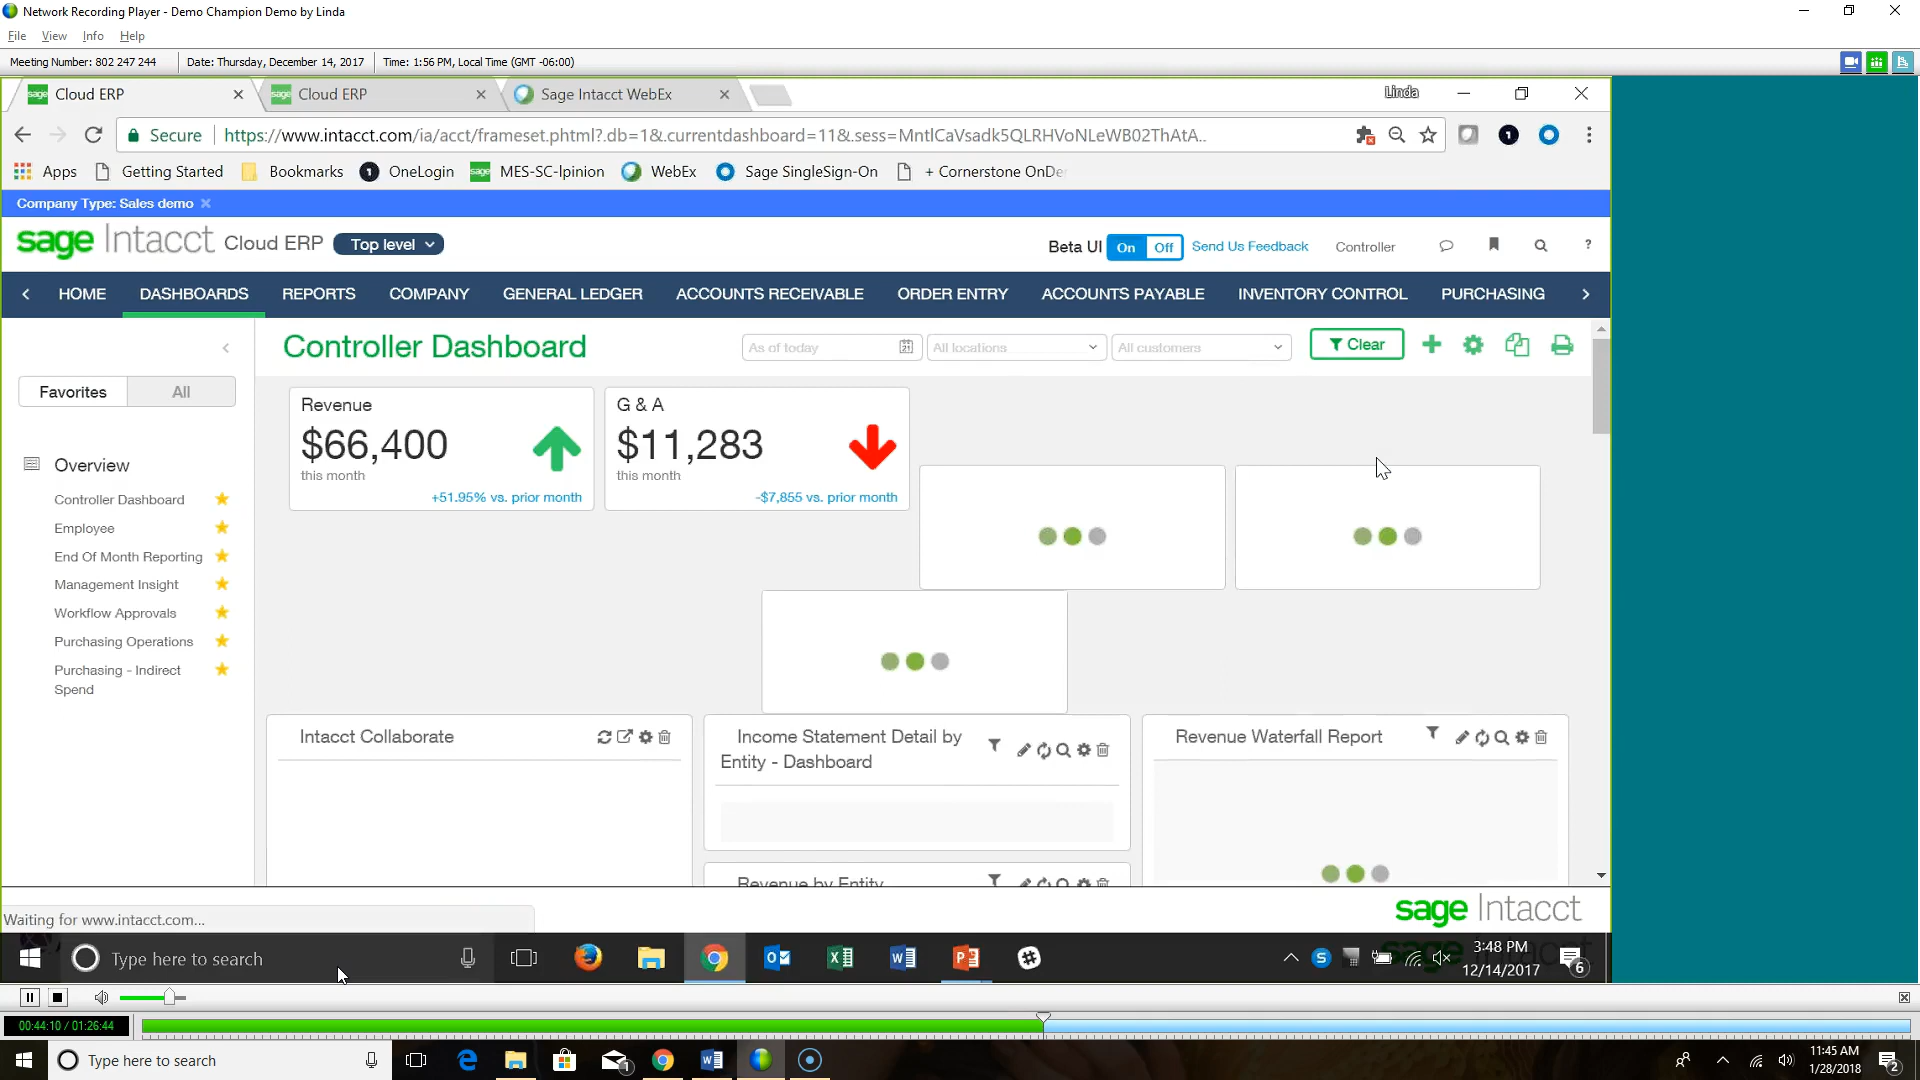 Network Recording Player - Demo Champion Demo by Linda
File View Info Help
Meeting Number: 802 247 244 Date: Thursday, December 14, 2017 Time: 1:56 PM, Local Time (GMT -06:00)
sage Cloud ERP sage Cloud ERP Sage Intacct WebEx Linda
Secure https://www.intacct.com/ia/acct/frameset.phtml?.db=1&.currentdashboard=11&.sess=MntlCaVsadk5QLRHVoNLeWB02ThAtA..
Apps Getting Started Bookmarks 1 OneLogin sage MES-SC-Ipinion WebEx Sage SingleSign-On + Cornerstone OnDe
Company Type: Sales demo
sage Intacct Cloud ERP Top level Beta UI On Off Send Us Feedback Controller ?
HOME DASHBOARDS REPORTS COMPANY GENERAL LEDGER ACCOUNTS RECEIVABLE ORDER ENTRY ACCOUNTS PAYABLE INVENTORY CONTROL PURCHASING
Controller Dashboard As of today All locations All customers Clear
Favorites All
Revenue
$66,400
this month
+51.95% vs. prior month
G & A
$11,283
this month
-$7,855 vs. prior month
Overview
Controller Dashboard
Employee
End Of Month Reporting
Management Insight
Workflow Approvals
Purchasing Operations
Purchasing - Indirect
Spend
Intacct Collaborate
Income Statement Detail by
Entity - Dashboard
Revenue Waterfall Report
Revenue by Entity
sage Intacct
Waiting for www.intacct.com...
Type here to search
3:48 PM
12/14/2017
6
00:44:10 / 01:26:44
Type here to search
11:45 AM
1/28/2018
2